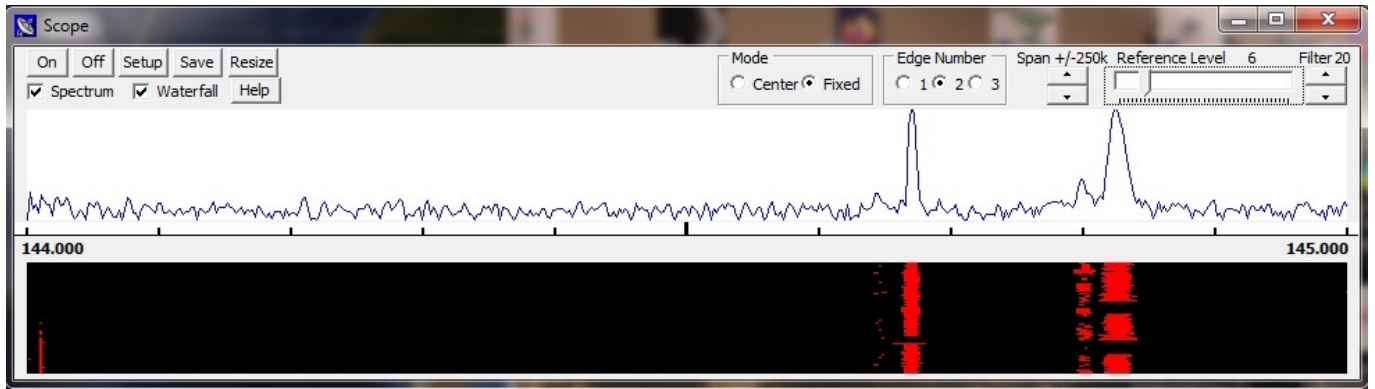 Scope
On Off Setup Save Resize Mode Edge Number Span +/-250k Reference Level 6 Filter 20
Spectrum Waterfall Help Center Fixed 1 2 3
144.000 145.000